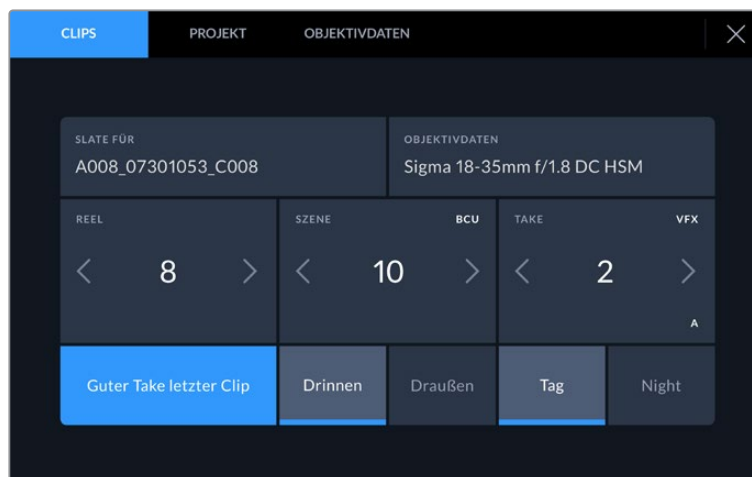 CLIPS PROJEKT OBJEKTIVDATEN
SLATE FÜR OBJEKTIVDATEN
A008_07301053_C008 Sigma 18-35mm f/1.8 DC HSM
REEL SZENE BCU TAKE VFX
8 10 2
A
Guter Take letzter Clip Drinnen Draußen Tag Night